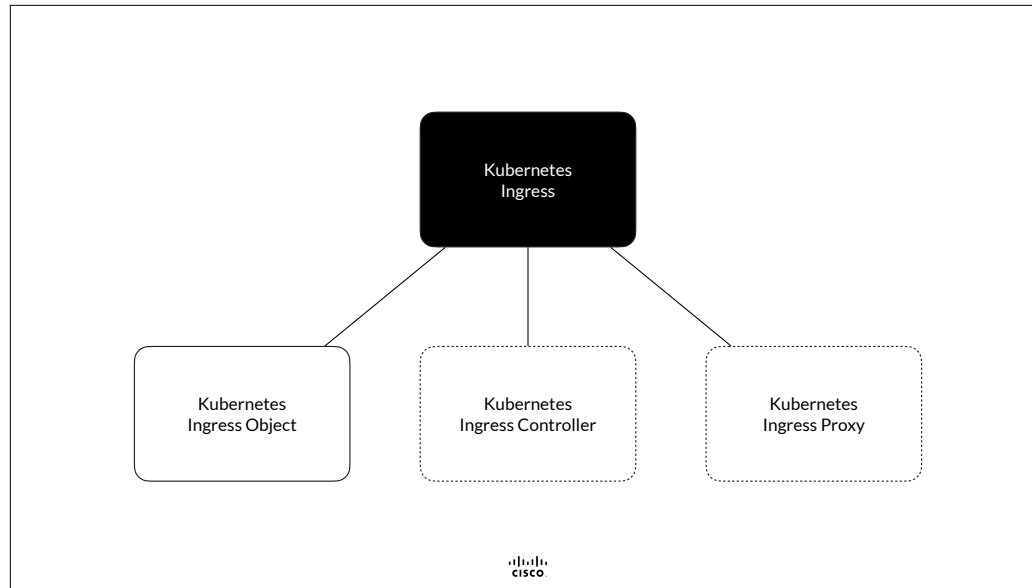 Kubernetes
Ingress
Kubernetes
Ingress Object
Kubernetes
Ingress Controller
Kubernetes
Ingress Proxy
CISCO